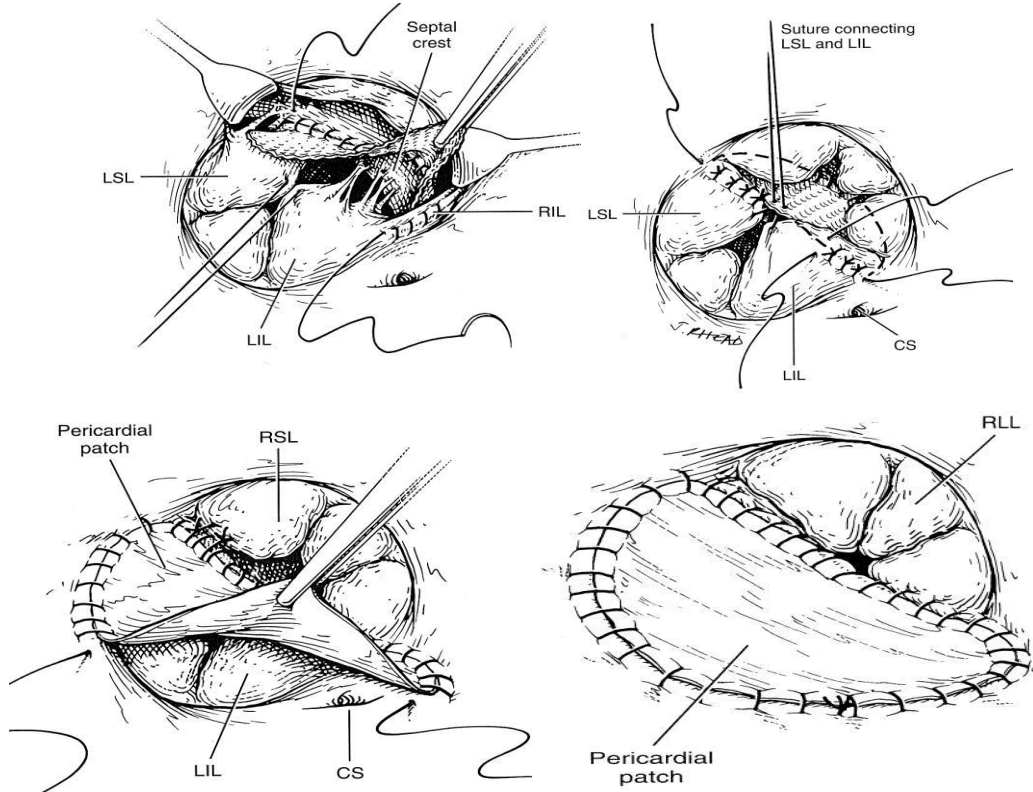 Septal
crest
LSL
RIL
LIL
Suture connecting
LSL and LIL
LSL
J. RHEAD
CS
LIL
Pericardial
patch
RSL
LIL
CS
RLL
Pericardial
patch